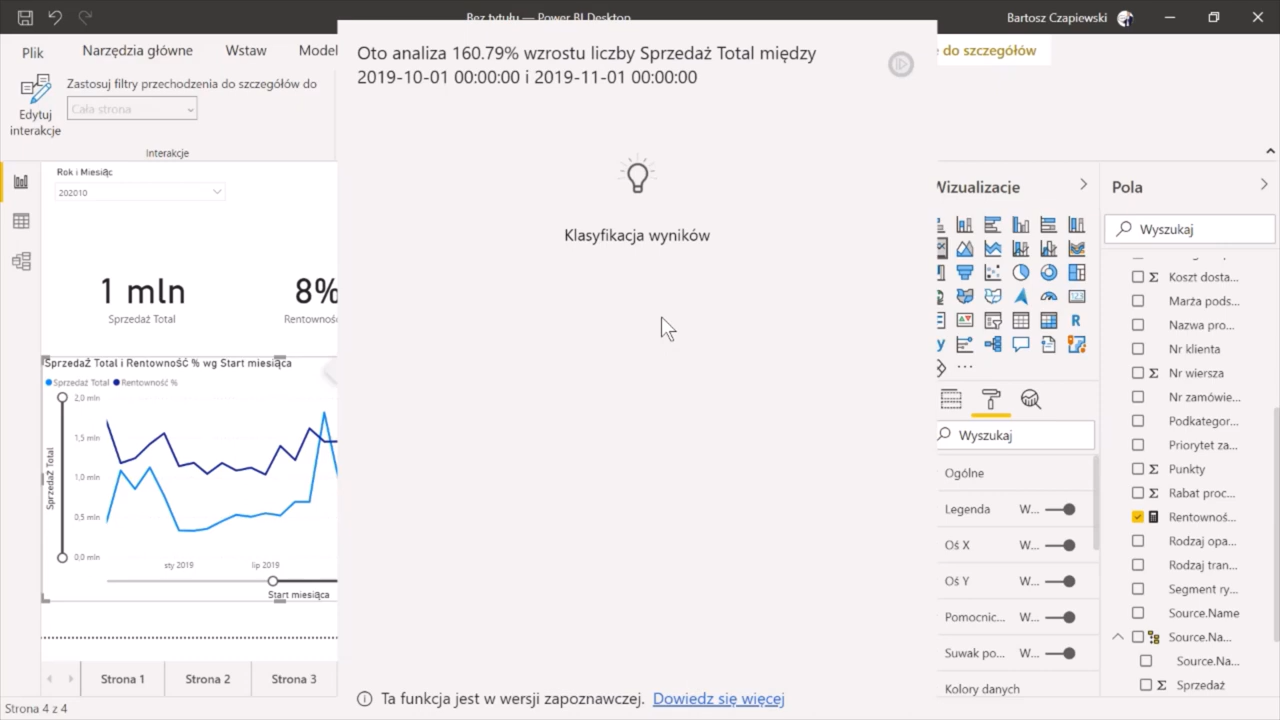 Bez tytułu — Power BI Desktop
Bartosz Czapiewski
Plik
Narzędzia główne
Wstaw
Model
do szczegółów
Edytuj
interakcje
Zastosuj filtry przechodzenia do szczegółów do
Cała strona
Interakcje
Oto analiza 160.79% wzrostu liczby Sprzedaż Total między
2019-10-01 00:00:00 i 2019-11-01 00:00:00
Klasyfikacja wyników
Ta funkcja jest w wersji zapoznawczej. Dowiedz się więcej
Rok i Miesiąc
202010
1 mln
Sprzedaż Total
8%
Sprzedaż Total i Rentowność % wg Start miesiąca
Sprzedaż Total
Rentowność %
Sprzedaż Total
2,0 mln
1,5 mln
1,0 mln
0,5 mln
0,0 mln
sty 2019
lip 2019
Start miesiąca
Strona 1
Strona 2
Strona 3
Strona 4 z 4
Wizualizacje
R
Wyszukaj
Ogólne
Legenda W...
Oś X W...
Oś Y W...
Pomocnic... W...
Suwak po... W...
Kolory danych
Pola
Wyszukaj
Koszt dosta...
Marża pods...
Nazwa pro...
Nr klienta
Nr wiersza
Nr zamówie...
Podkategor...
Priorytet za...
Punkty
Rabat proc...
Rentownoś...
Rodzaj opa...
Rodzaj tran...
Segment ry...
Source.Name
Source.Na...
Source.Na...
Sprzedaż